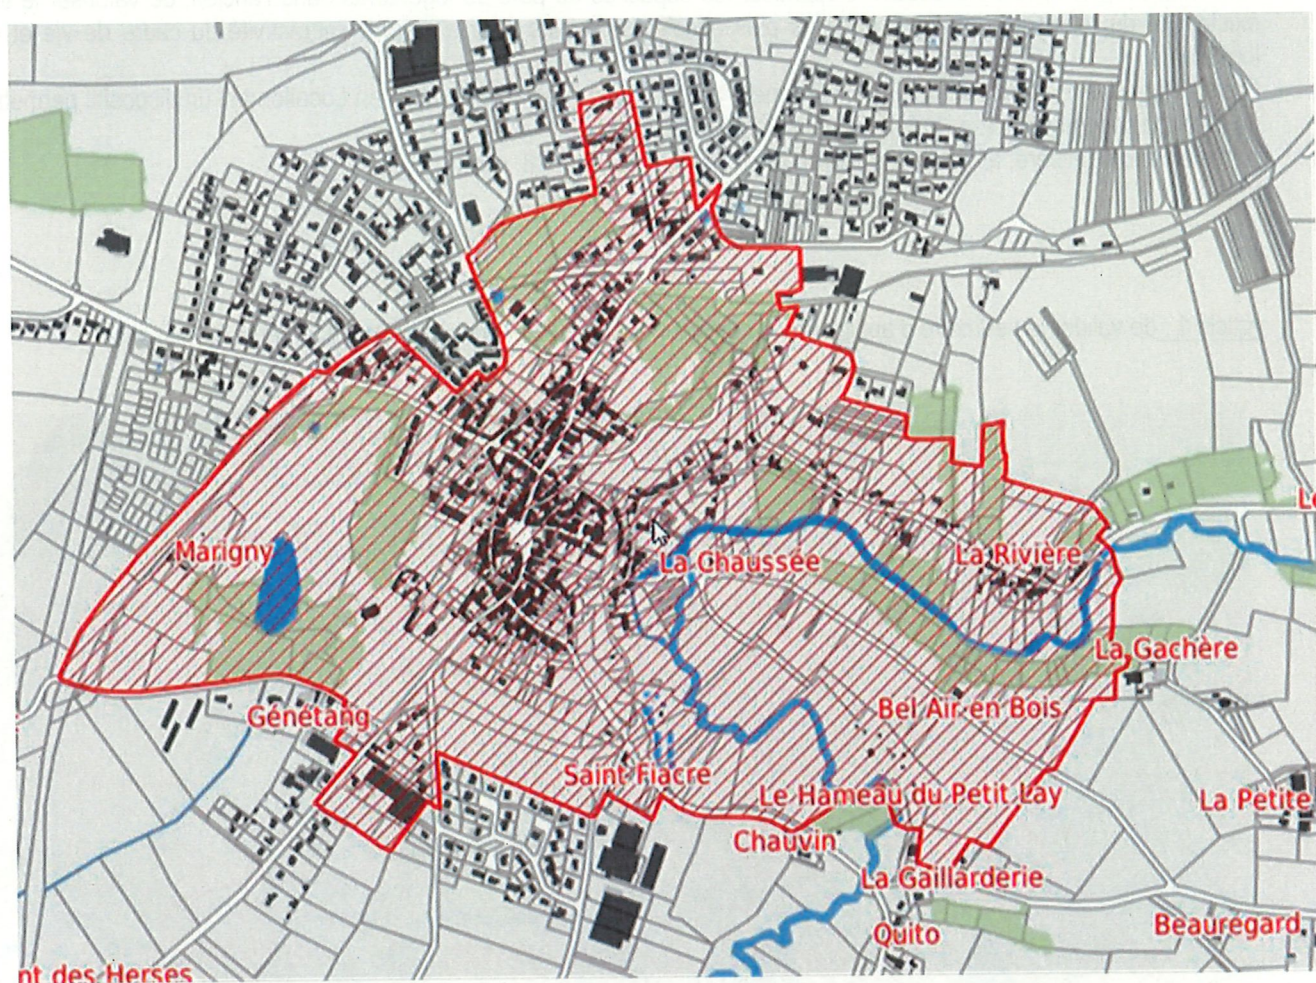 Marigny
La Chaussée
La Rivière
La Gachère
Génétang
Bel Air en Bois
Saint Fiacre
Le Hameau du Petit Lay
La Petite
Chauvin
La Gaillarderie
Quito
Beauregard
nt des Herses